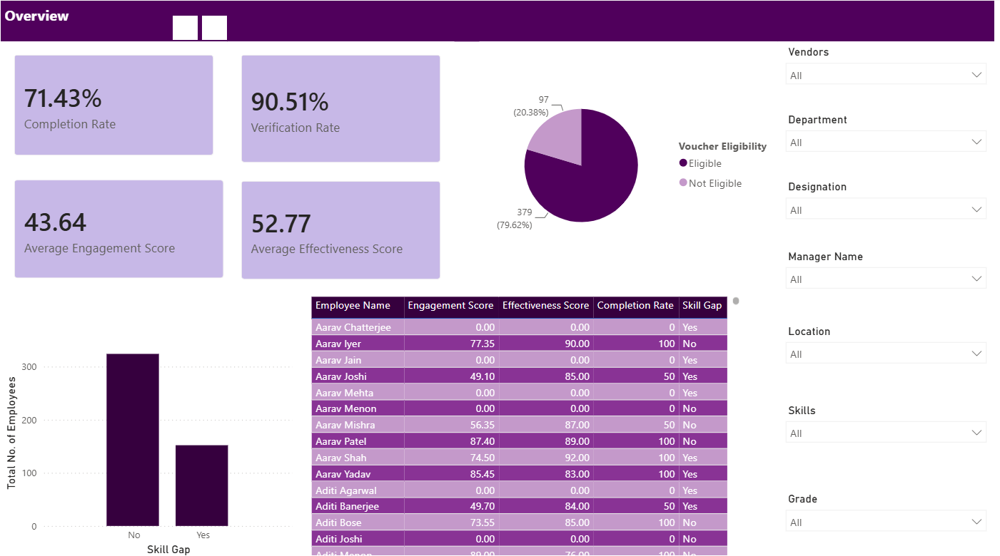 Overview
71.43%
Completion Rate
90.51%
Verification Rate
43.64
Average Engagement Score
52.77
Average Effectiveness Score
97
(20.38%)
379
(79.62%)
Voucher Eligibility
Eligible
Not Eligible
Vendors
All
Department
All
Designation
All
Manager Name
All
Location
All
Skills
All
Grade
All
Total No. of Employees
300
200
100
0
No Yes
Skill Gap
Employee Name Engagement Score Effectiveness Score Completion Rate Skill Gap
Aarav Chatterjee 0.00 0.00 0 Yes
Aarav Iyer 77.35 90.00 100 No
Aarav Jain 0.00 0.00 0 Yes
Aarav Joshi 49.10 85.00 50 Yes
Aarav Mehta 0.00 0.00 0 Yes
Aarav Menon 0.00 0.00 0 No
Aarav Mishra 56.35 87.00 50 No
Aarav Patel 87.40 89.00 100 No
Aarav Shah 74.50 92.00 100 Yes
Aarav Yadav 85.45 83.00 100 Yes
Aditi Agarwal 0.00 0.00 0 Yes
Aditi Banerjee 49.70 84.00 50 Yes
Aditi Bose 73.55 85.00 100 No
Aditi Joshi 0.00 0.00 0 No
Aditi Menon 89.00 76.00 100 No